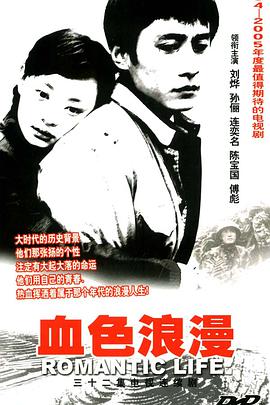 4—2005年度最值得期待的电视剧
领衔主演
刘烨
孙俪
连奕名
陈宝国
傅彪
大时代的历史背景
他们那张扬的个性
注定有大起大落的命运
他们用自己的青春、
热血挥洒着属于那个年代的浪漫人生！
血色浪漫
ROMANTIC LIFE.
三十二集电视连续剧
DVD